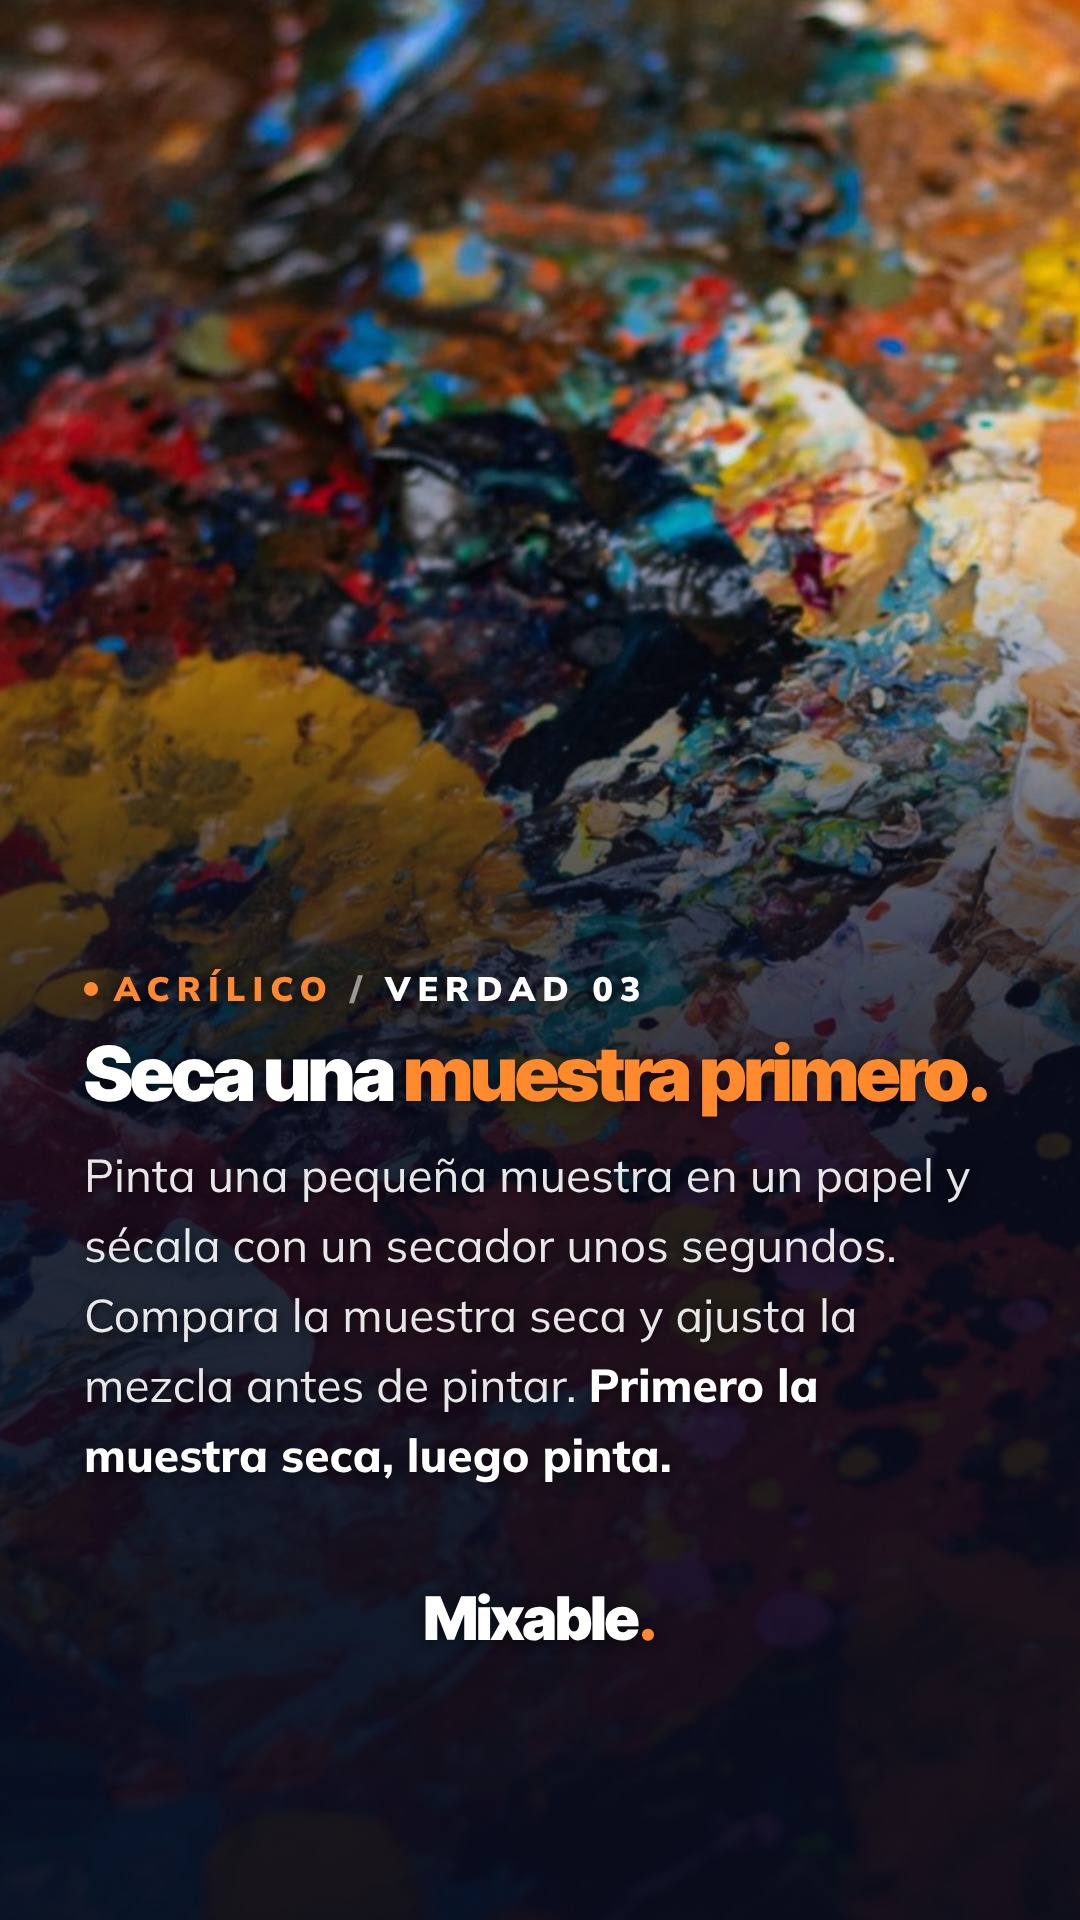 • ACRÍLICO / VERDAD 03
Seca una muestra primero.
Pinta una pequeña muestra en un papel y
sécala con un secador unos segundos.
Compara la muestra seca y ajusta la
mezcla antes de pintar. Primero la
muestra seca, luego pinta.
Mixable.